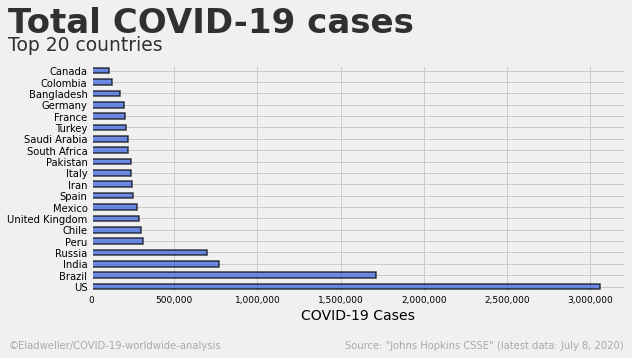 Total COVID-19 cases
Top 20 countries
Canada
Colombia
Bangladesh
Germany
France
Turkey
Saudi Arabia
South Africa
Pakistan
Italy
Iran
Spain
Mexico
United Kingdom
Chile
Peru
Russia
India
Brazil
US
0 500,000 1,000,000 1,500,000 2,000,000 2,500,000 3,000,000
COVID-19 Cases
©Eladweller/COVID-19-worldwide-analysis
Source: "Johns Hopkins CSSE" (latest data: July 8, 2020)